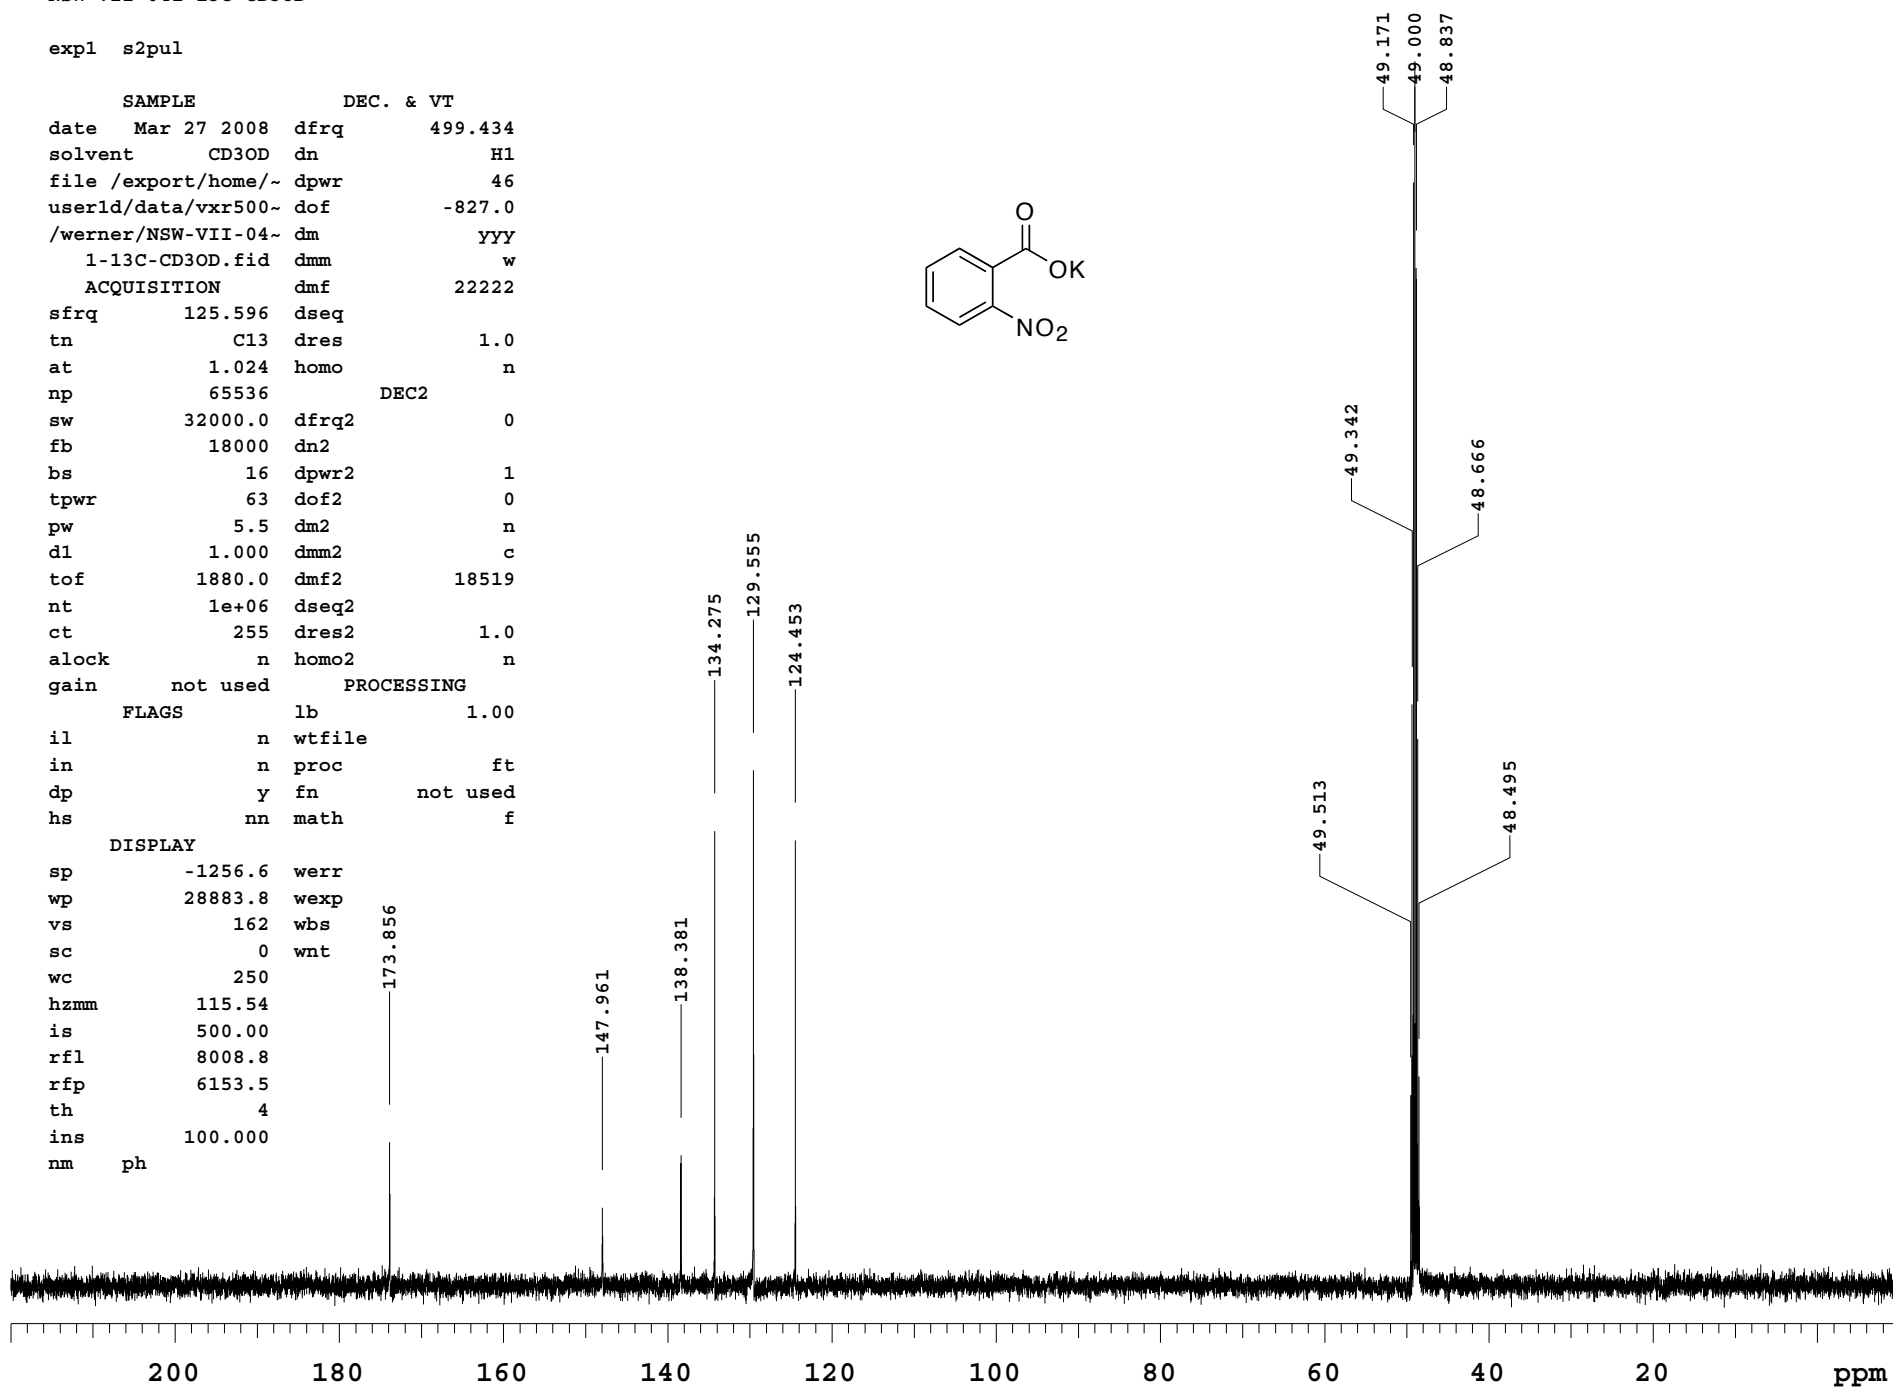 exp1 s2pul
SAMPLE DEC. & VT
date Mar 27 2008 dfrq 499.434
solvent CD3OD dn H1
file /export/home/~ dpwr 46
user1d/data/vxr500~ dof -827.0
/werner/NSW-VII-04~ dm yyy
1-13C-CD3OD.fid dmm w
ACQUISITION dmf 22222
sfrq 125.596 dseq
tn C13 dres 1.0
at 1.024 homo n
np 65536 DEC2
sw 32000.0 dfrq2 0
fb 18000 dn2
bs 16 dpwr2 1
tpwr 63 dof2 0
pw 5.5 dm2 n
d1 1.000 dmm2 c
tof 1880.0 dmf2 18519
nt 1e+06 dseq2
ct 255 dres2 1.0
alock n homo2 n
gain not used PROCESSING
FLAGS lb 1.00
il n wtfile
in n proc ft
dp y fn not used
hs nn math f
DISPLAY
sp -1256.6 werr
wp 28883.8 wexp
vs 162 wbs
sc 0 wnt
wc 250
hzmm 115.54
is 500.00
rfl 8008.8
rfp 6153.5
th 4
ins 100.000
nm ph
O
OK
NO2
173.856
147.961
138.381
134.275
129.555
124.453
49.513
49.342
49.171
49.000
48.837
48.666
48.495
200 180 160 140 120 100 80 60 40 20 ppm